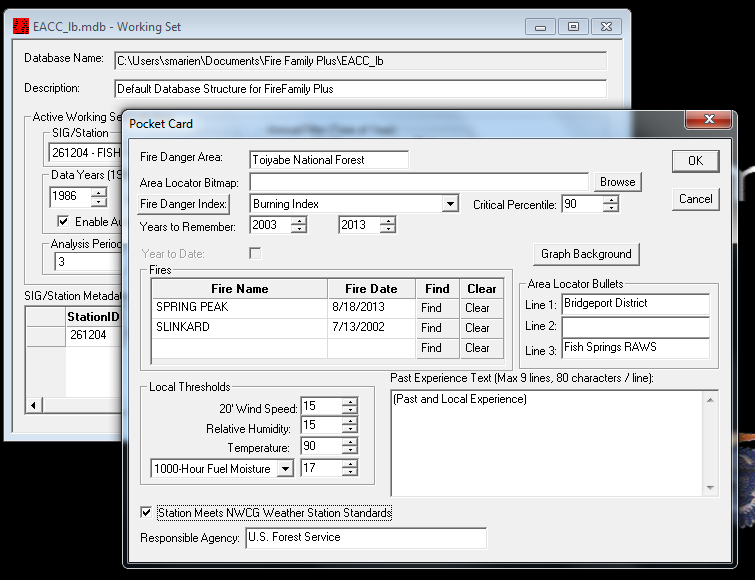 EACC_lb.mdb - Working Set
Database Name: C:\Users\smarien\Documents\Fire Family Plus\EACC_lb
Description: Default Database Structure for FireFamily Plus
Active Working Se
SIG/Station
261204 - FISH
Data Years (19
1986
Enable Au
Analysis Period
3
SIG/Station Metadat
StationID
261204
Pocket Card
Fire Danger Area: Toiyabe National Forest OK
Area Locator Bitmap: Browse
Cancel
Fire Danger Index: Burning Index Critical Percentile: 90
Years to Remember: 2003 2013
Year to Date: Graph Background
Fires
Fire Name Fire Date Find Clear
SPRING PEAK 8/18/2013 Find Clear
SLINKARD 7/13/2002 Find Clear
Find Clear
Area Locator Bullets
Line 1: Bridgeport District
Line 2:
Line 3: Fish Springs RAWS
Local Thresholds
20' Wind Speed: 15
Relative Humidity: 15
Temperature: 90
1000-Hour Fuel Moisture 17
Past Experience Text (Max 9 lines, 80 characters / line):
(Past and Local Experience)
Station Meets NWCG Weather Station Standards
Responsible Agency: U.S. Forest Service